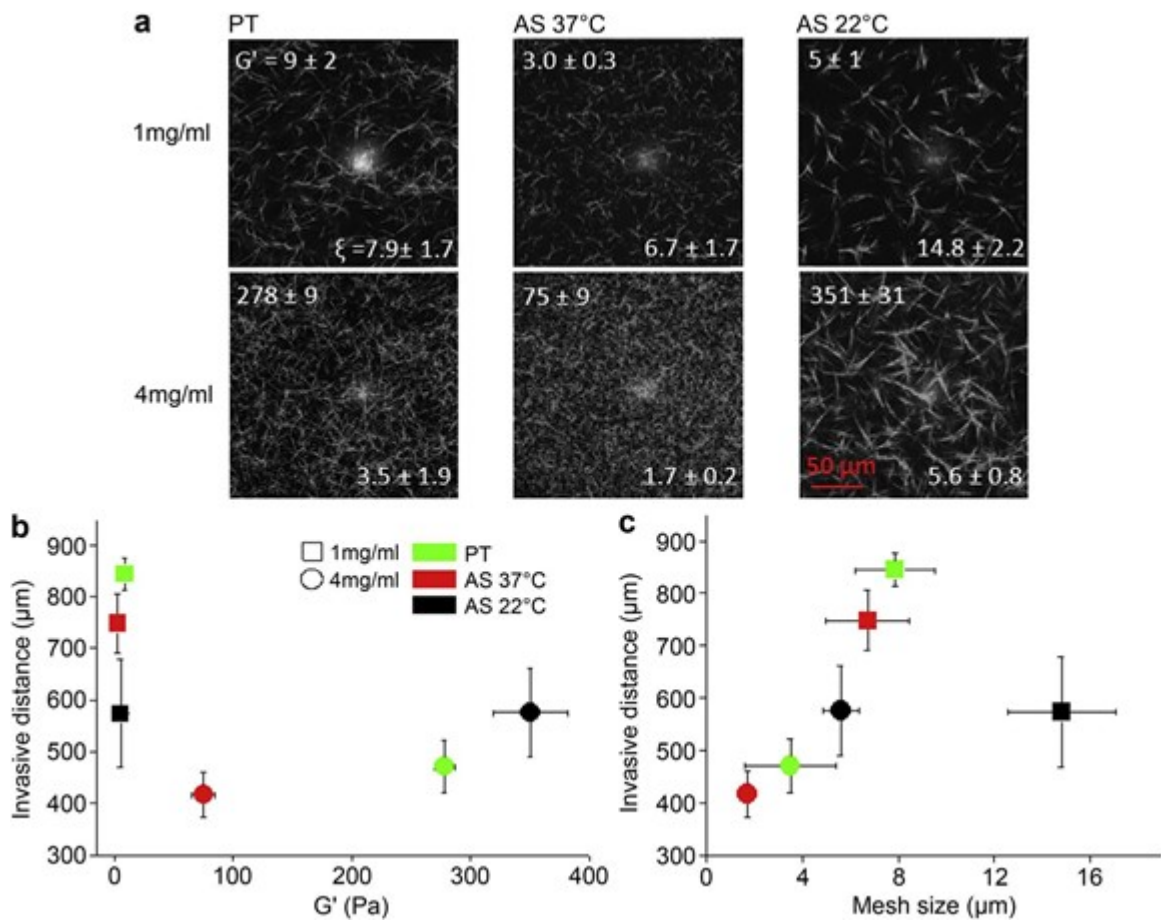 a
PT
AS 37°C
AS 22°C
1mg/ml
G' = 9 ± 2
3.0 ± 0.3
5 ± 1
ξ =7.9± 1.7
6.7 ± 1.7
14.8 ± 2.2
4mg/ml
278 ± 9
75 ± 9
351 ± 31
3.5 ± 1.9
1.7 ± 0.2
50 µm
5.6 ± 0.8
b
Invasive distance (µm)
900
800
700
600
500
400
300
0
100
200
300
400
G' (Pa)
1mg/ml
4mg/ml
PT
AS 37°C
AS 22°C
c
Invasive distance (µm)
900
800
700
600
500
400
300
0
4
8
12
16
Mesh size (µm)